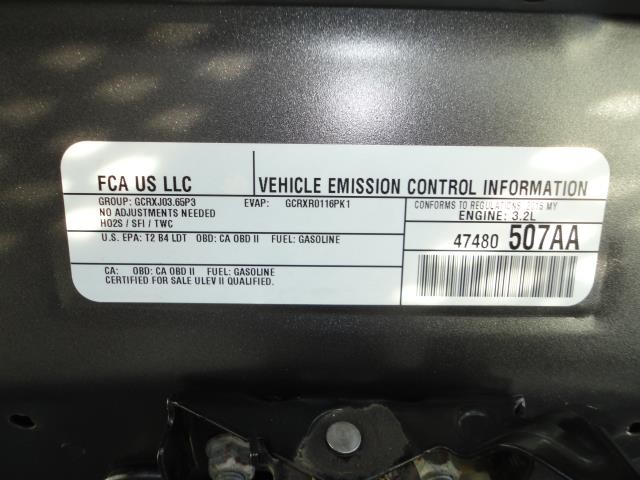 FCA US LLC
VEHICLE EMISSION CONTROL INFORMATION
GROUP: GCRXJ03.65P3 EVAP: GCRXR0116PK1
NO ADJUSTMENTS NEEDED
HO2S / SFI / TWC
CONFORMS TO REGULATIONS: 2016 MY
ENGINE: 3.2L
U.S. EPA: T2 B4 LDT OBD: CA OBD II FUEL: GASOLINE
47480 507AA
CA: OBD: CA OBD II FUEL: GASOLINE
CERTIFIED FOR SALE ULEV II QUALIFIED.